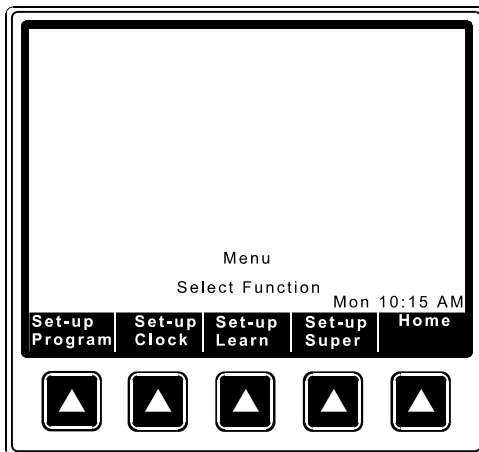 Menu
Select Function
Mon 10:15 AM
Set-up Program
Set-up Clock
Set-up Learn
Set-up Super
Home